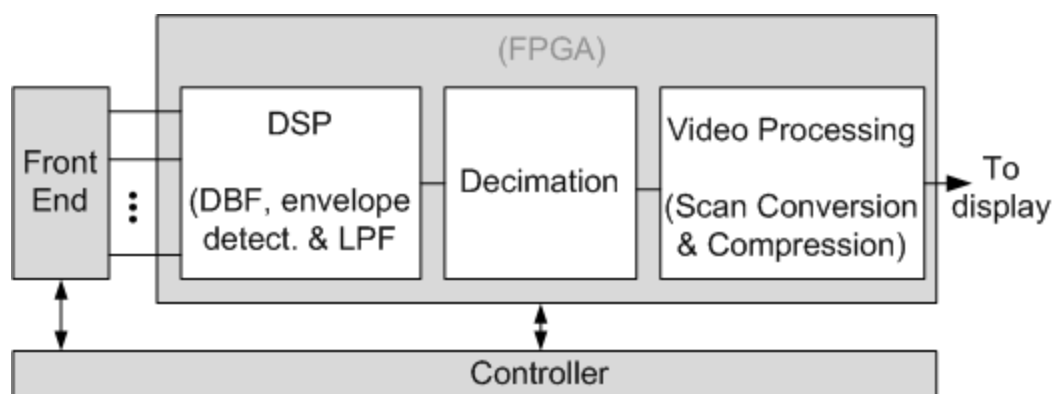 (FPGA)
Front
End
DSP
(DBF, envelope
detect. & LPF)
Decimation
Video Processing
(Scan Conversion
& Compression)
To
display
Controller